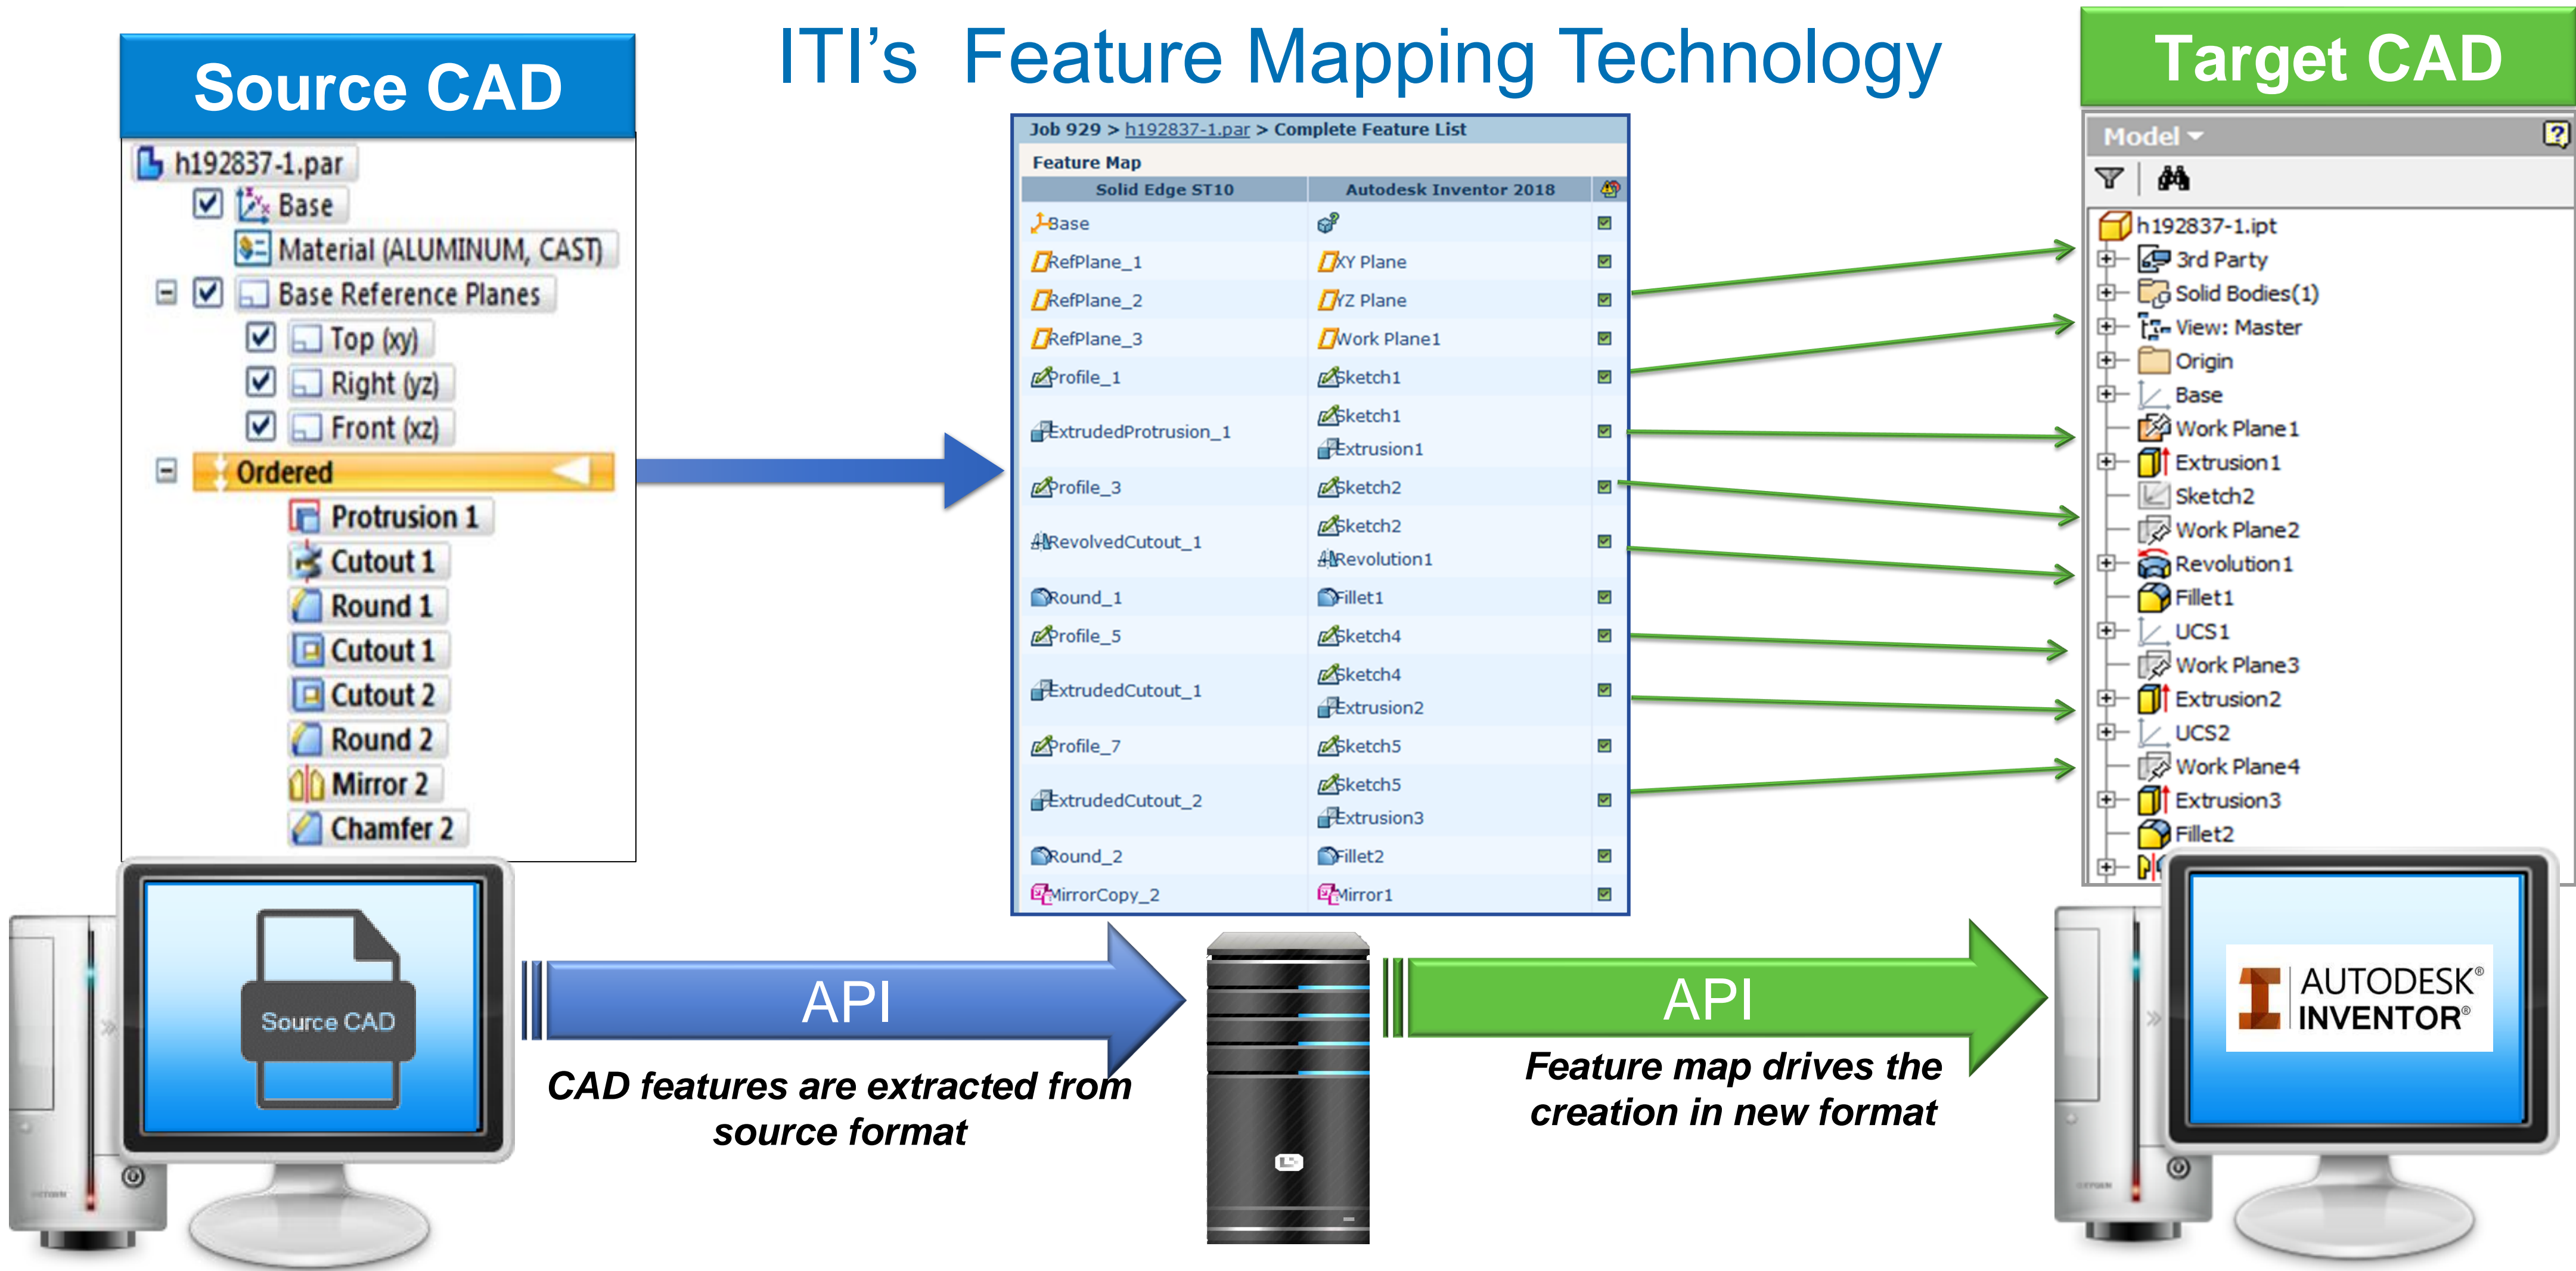 ITI's Feature Mapping Technology
Source CAD
h192837-1.par
Base
Material (ALUMINUM, CAST)
Base Reference Planes
Top (xy)
Right (yz)
Front (xz)
Ordered
Protrusion 1
Cutout 1
Round 1
Cutout 1
Cutout 2
Round 2
Mirror 2
Chamfer 2
Job 929 > h192837-1.par > Complete Feature List
Feature Map
Solid Edge ST10 Autodesk Inventor 2018
Base
RefPlane_1 XY Plane
RefPlane_2 YZ Plane
RefPlane_3 Work Plane1
Profile_1 Sketch1
ExtrudedProtrusion_1 Sketch1
Extrusion1
Profile_3 Sketch2
RevolvedCutout_1 Sketch2
Revolution1
Round_1 Fillet1
Profile_5 Sketch4
ExtrudedCutout_1 Sketch4
Extrusion2
Profile_7 Sketch5
ExtrudedCutout_2 Sketch5
Extrusion3
Round_2 Fillet2
MirrorCopy_2 Mirror1
Target CAD
Model
h192837-1.ipt
3rd Party
Solid Bodies(1)
View: Master
Origin
Base
Work Plane1
Extrusion1
Sketch2
Work Plane2
Revolution1
Fillet1
UCS1
Work Plane3
Extrusion2
UCS2
Work Plane4
Extrusion3
Fillet2
Source CAD
API
CAD features are extracted from
source format
API
Feature map drives the
creation in new format
AUTODESK®
INVENTOR®